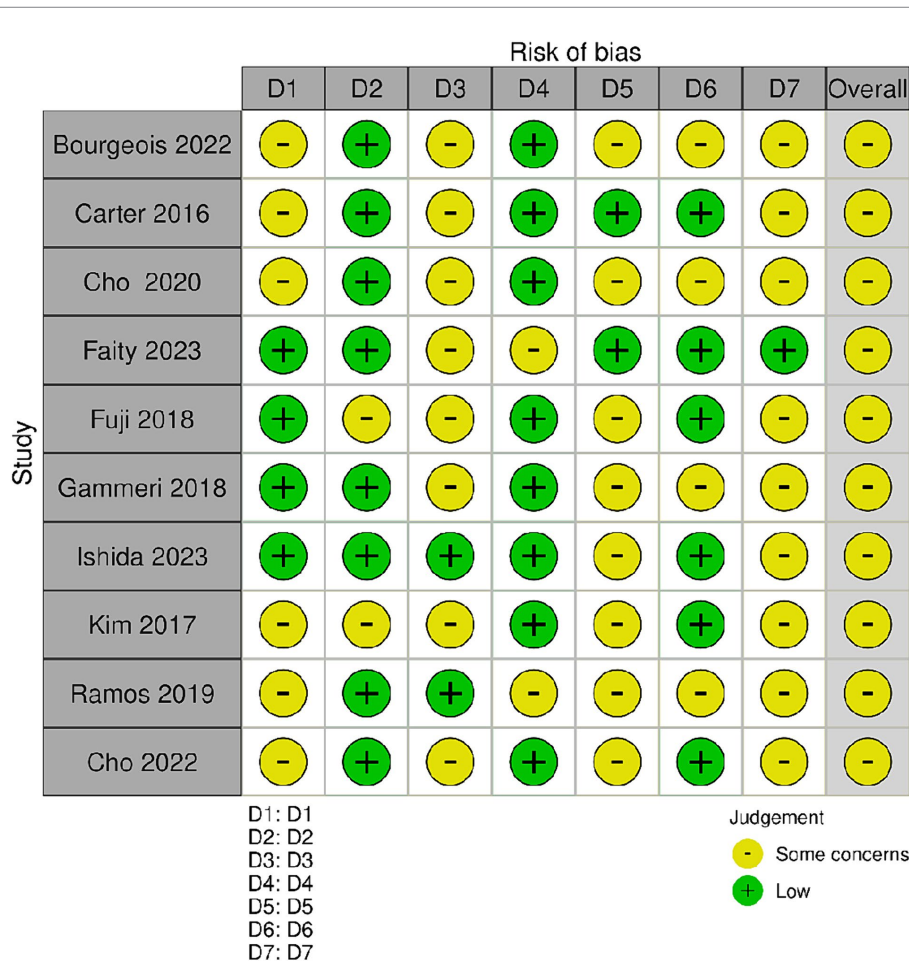 Risk of bias
D1 D2 D3 D4 D5 D6 D7 Overall
Study
Bourgeois 2022 - + - + - - - -
Carter 2016 - + - + + + - -
Cho 2020 - + - + - - - -
Faity 2023 + + - - + + + -
Fuji 2018 + - - + - + - -
Gammeri 2018 + + - + - - - -
Ishida 2023 + + + + - + - -
Kim 2017 - - - + - + - -
Ramos 2019 - + + - - - - -
Cho 2022 - + - + - + - -
D1: D1
D2: D2
D3: D3
D4: D4
D5: D5
D6: D6
D7: D7
Judgement
- Some concerns
+ Low